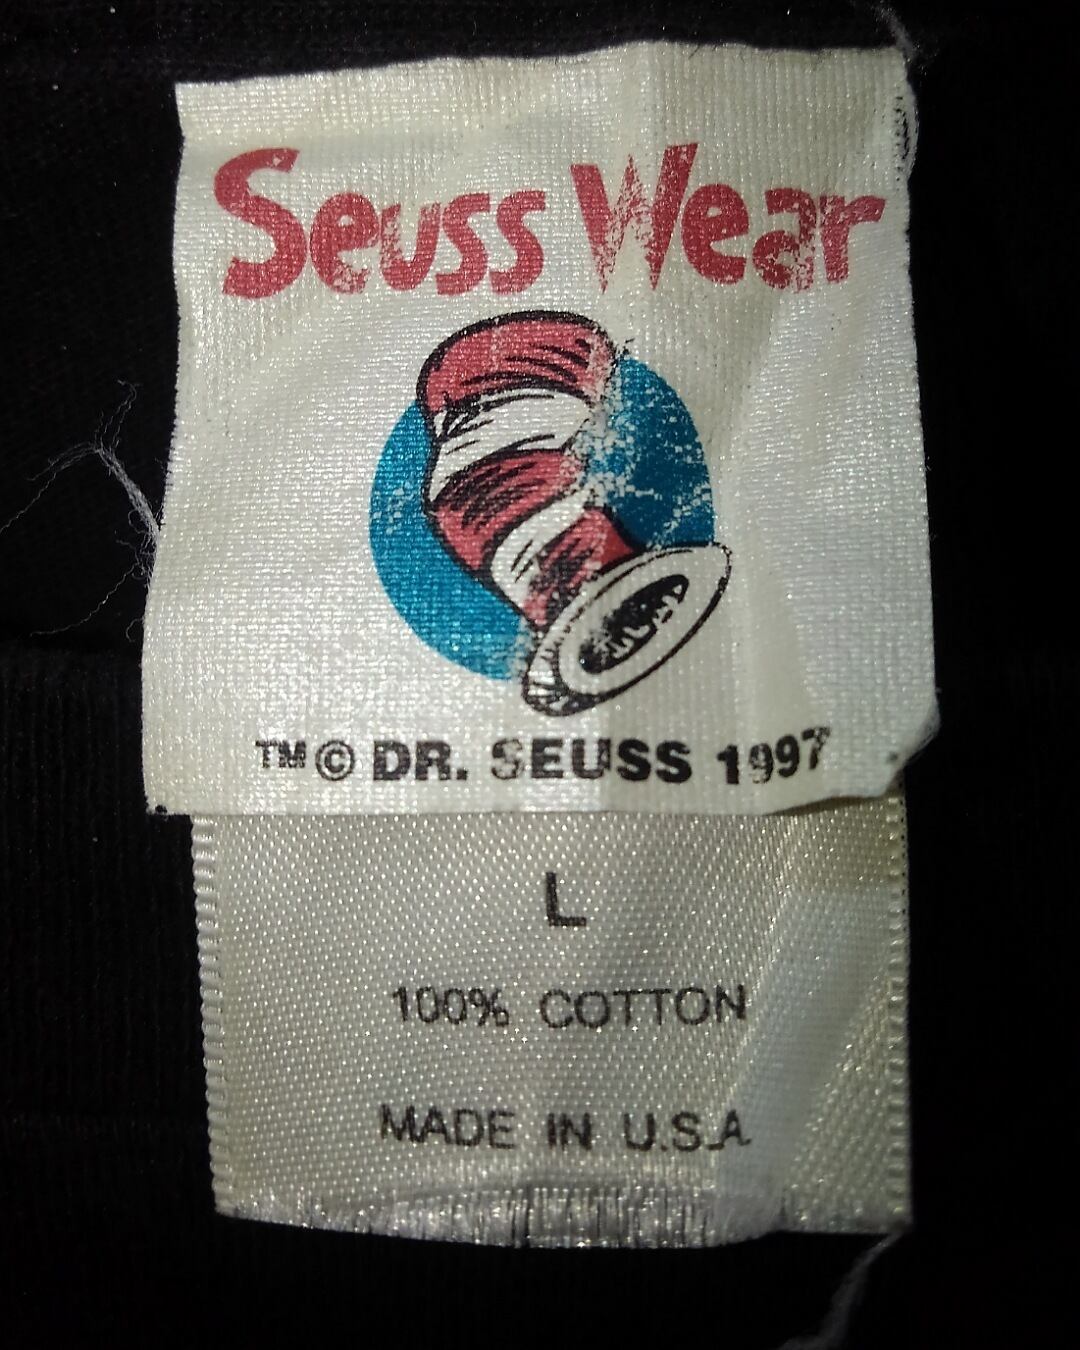 Seuss Wear
TM © DR. SEUSS 1997
L
100% COTTON
MADE IN U.S.A